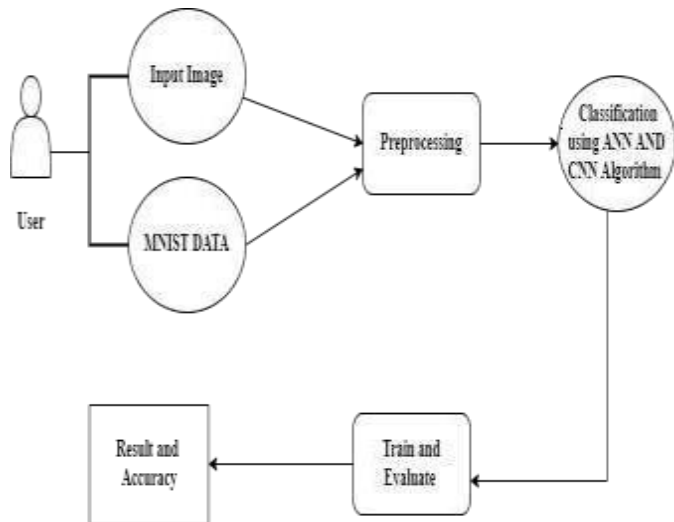 Input Image
User
MNIST DATA
Preprocessing
Classification
using ANN AND
CNN Algorithm
Train and
Evaluate
Result and
Accuracy